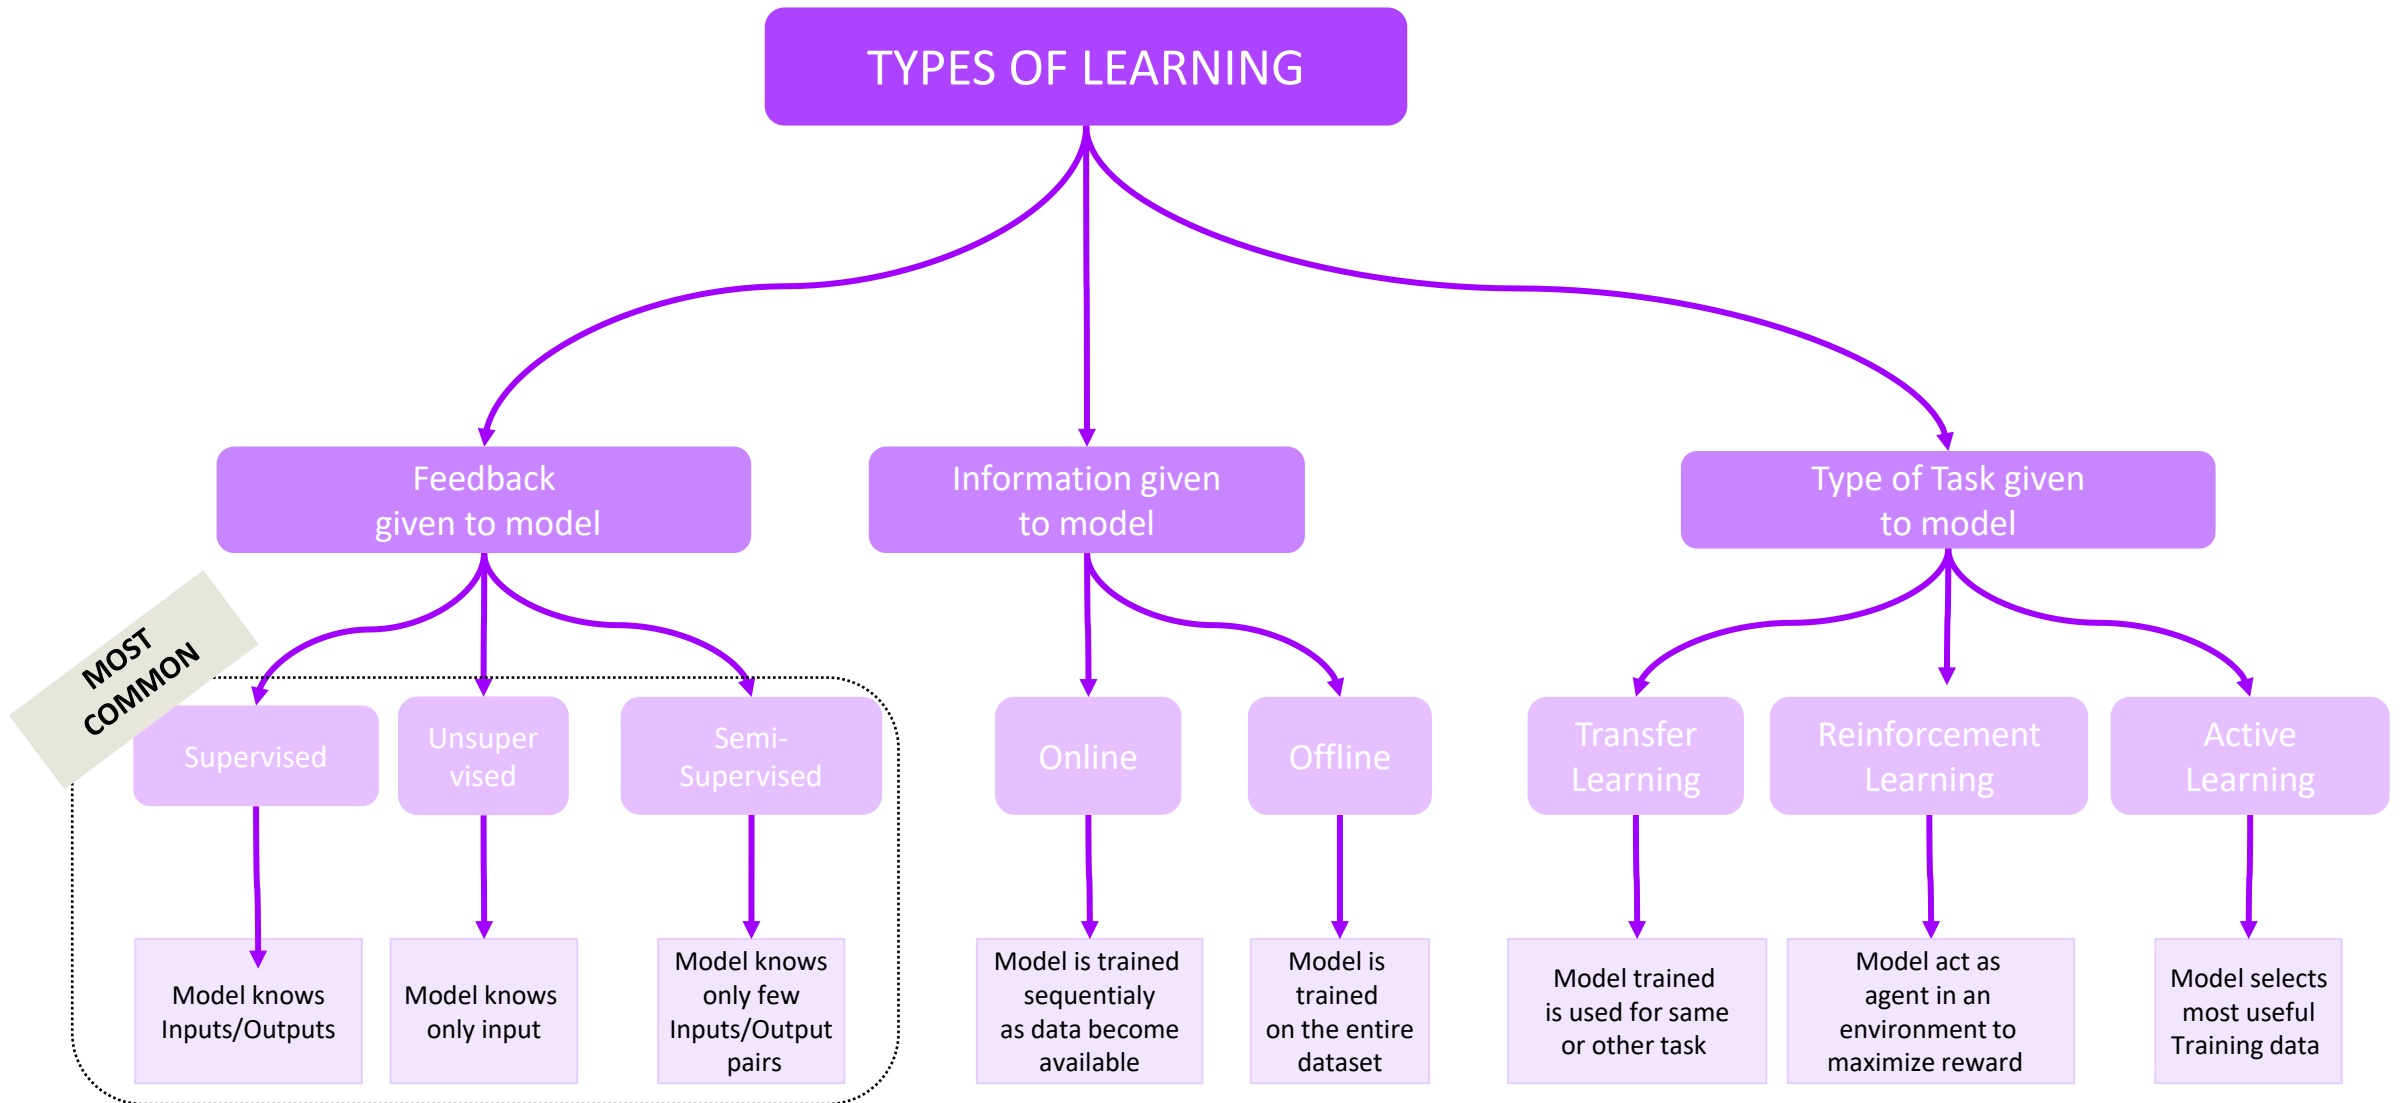 TYPES OF LEARNING
Feedback
given to model
Information given
to model
Type of Task given
to model
MOST
COMMON
Supervised
Unsuper
vised
Semi-
Supervised
Online
Offline
Transfer
Learning
Reinforcement
Learning
Active
Learning
Model knows
Inputs/Outputs
Model knows
only input
Model knows
only few
Inputs/Output
pairs
Model is trained
sequentialy
as data become
available
Model is
trained
on the entire
dataset
Model trained
is used for same
or other task
Model act as
agent in an
environment to
maximize reward
Model selects
most useful
Training data